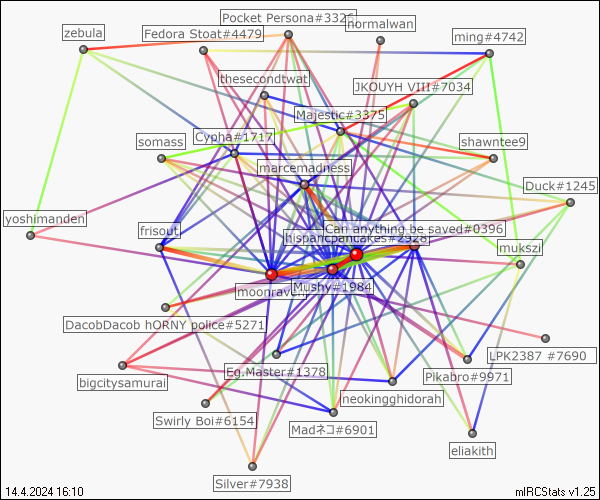 Pocket Persona#3326
normalwan
zebula
Fedora Stoat#4479
ming#4742
thesecondtwat
JKOUYH VIII#7034
Majestic#3375
somass
Cypha#1717
shawntee9
marcemadness
Duck#1245
yoshimanden
frisout
Can anything be saved#0396
hispanicpancakes#2928
mukszi
moonraven
Mushy#1984
DacobDacob hORNY police#5271
LPK2387 #7690
bigcitysamurai
Eg.Master#1378
Pikabro#9971
neokingghidorah
Swirly Boi#6154
Madネコ#6901
eliakith
Silver#7938
14.4.2024 16:10
mIRCStats v1.25